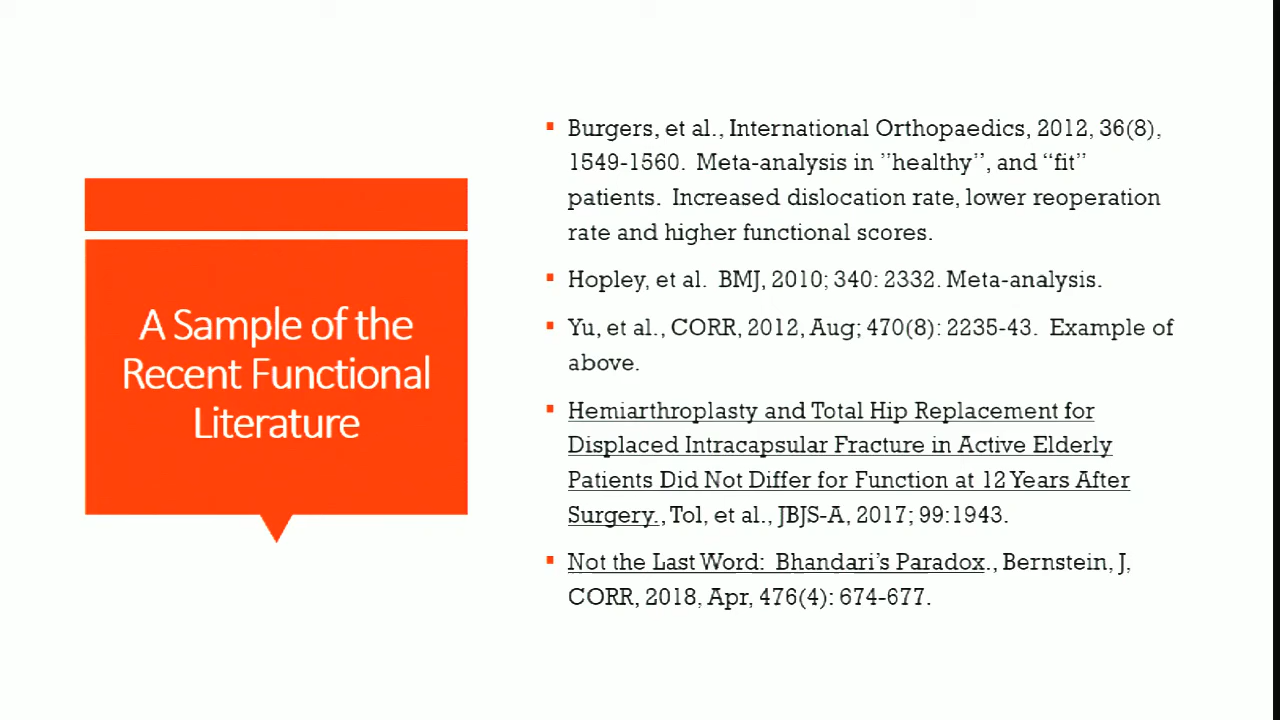 A Sample of the
Recent Functional
Literature
Burgers, et al., International Orthopaedics, 2012, 36(8),
1549-1560.  Meta-analysis in ”healthy”, and “fit”
patients.  Increased dislocation rate, lower reoperation
rate and higher functional scores.
Hopley, et al.  BMJ, 2010; 340: 2332. Meta-analysis.
Yu, et al., CORR, 2012, Aug; 470(8): 2235-43.  Example of
above.
Hemiarthroplasty and Total Hip Replacement for
Displaced Intracapsular Fracture in Active Elderly
Patients Did Not Differ for Function at 12 Years After
Surgery., Tol, et al., JBJS-A, 2017; 99:1943.
Not the Last Word:  Bhandari’s Paradox., Bernstein, J,
CORR, 2018, Apr, 476(4): 674-677.